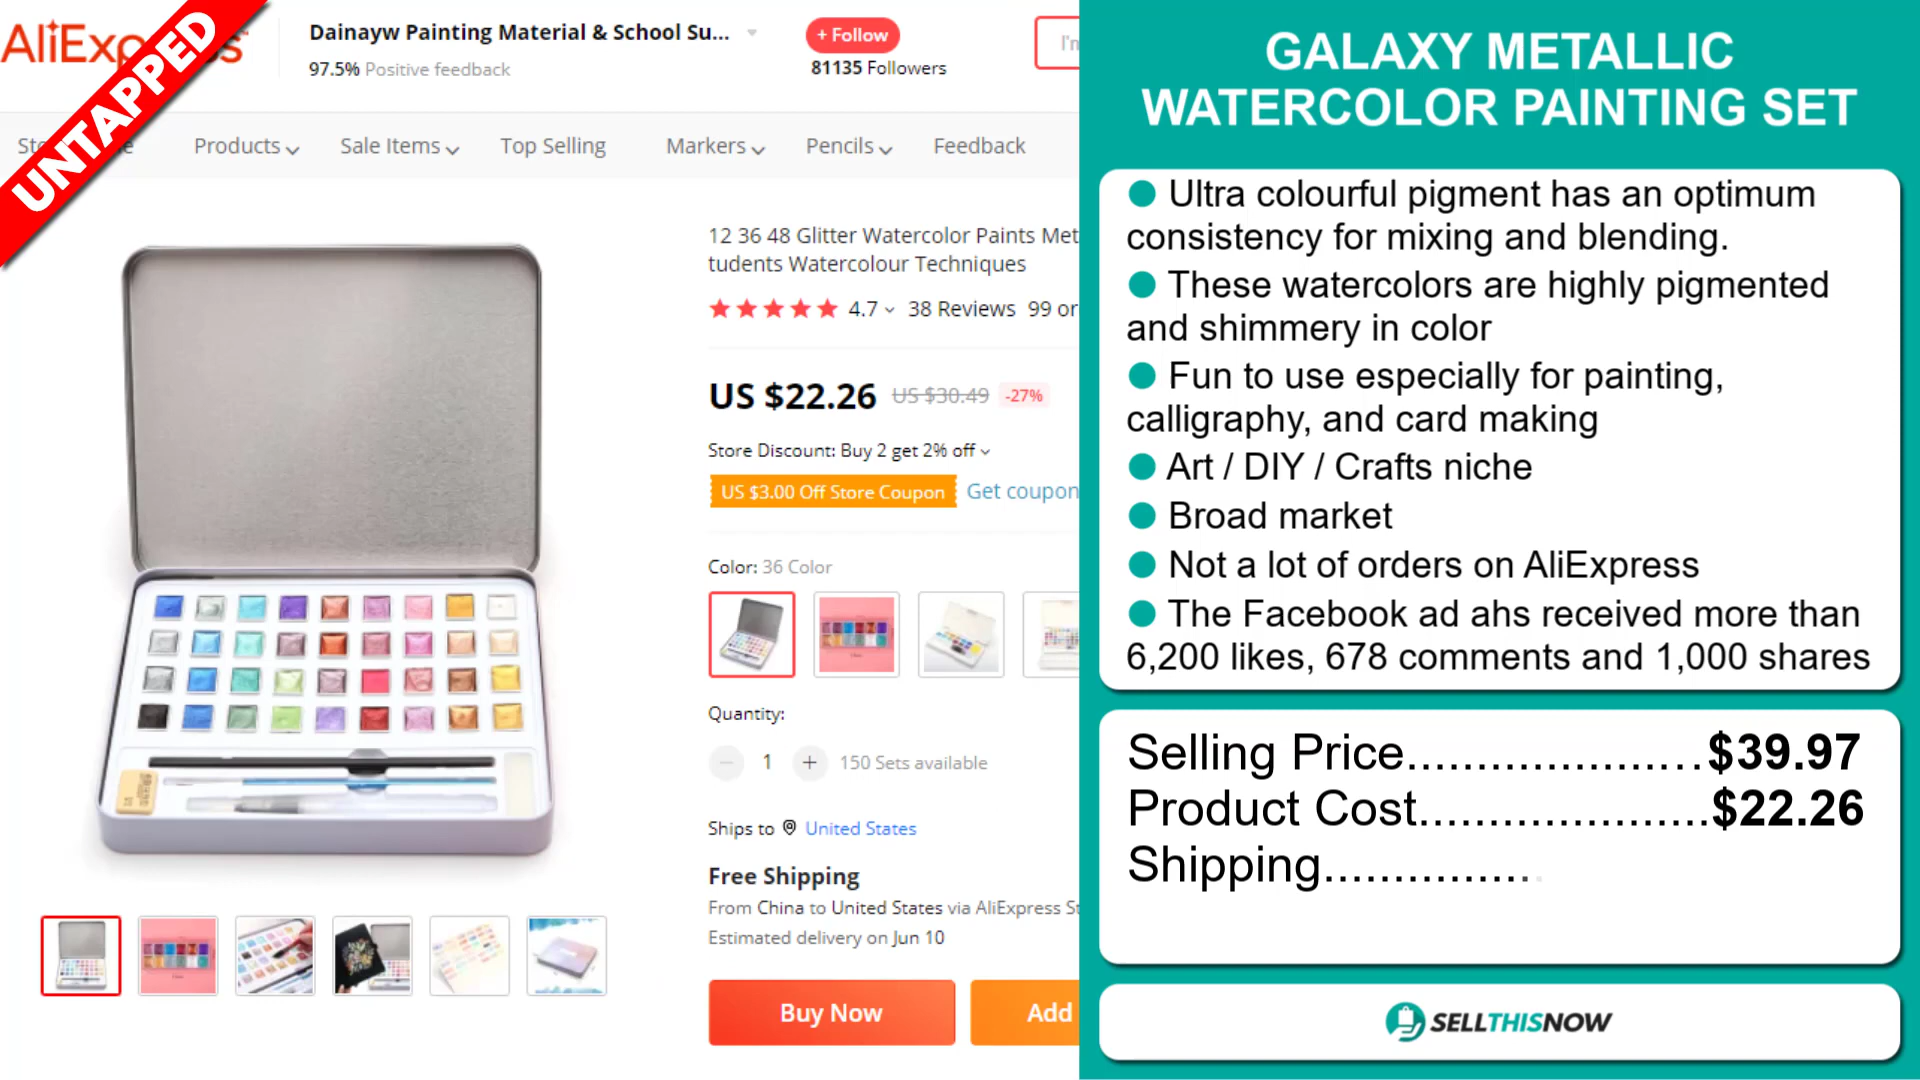 AliExpress
UNTAPPED
Dainayw Painting Material & School Su...
97.5% Positive feedback
+ Follow
81135 Followers
I'm
Products
Sale Items
Top Selling
Markers
Pencils
Feedback
12 36 48 Glitter Watercolor Paints Met
tudents Watercolour Techniques
4.7 38 Reviews 99 or
US $22.26 US $30.49 -27%
Store Discount: Buy 2 get 2% off
US $3.00 Off Store Coupon Get coupon
Color: 36 Color
Quantity:
1 150 Sets available
Ships to United States
Free Shipping
From China to United States via AliExpress St
Estimated delivery on Jun 10
Buy Now
Add
GALAXY METALLIC
WATERCOLOR PAINTING SET
● Ultra colourful pigment has an optimum
consistency for mixing and blending.
● These watercolors are highly pigmented
and shimmery in color
● Fun to use especially for painting,
calligraphy, and card making
● Art / DIY / Crafts niche
● Broad market
● Not a lot of orders on AliExpress
● The Facebook ad ahs received more than
6,200 likes, 678 comments and 1,000 shares
Selling Price.....................$39.97
Product Cost.....................$22.26
Shipping................
SELLTHISNOW